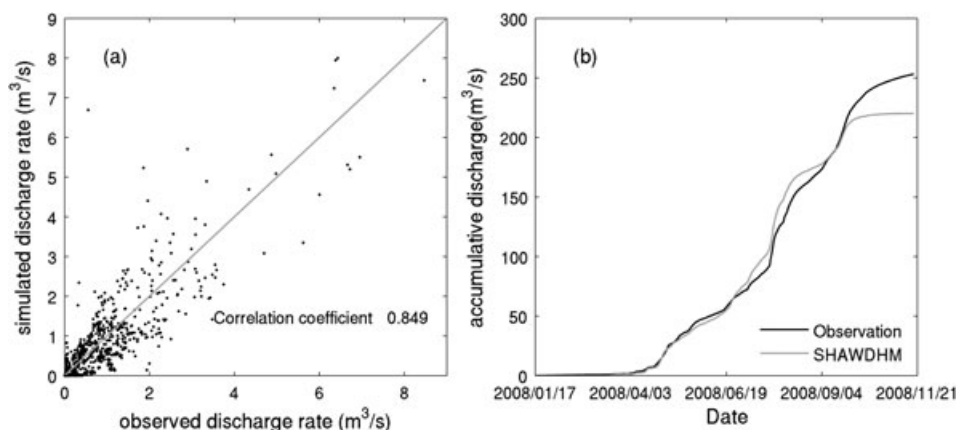 (a)
simulated discharge rate (m³/s)
9
8
7
6
5
4
3
2
1
0
Correlation coefficient 0.849
0 2 4 6 8
observed discharge rate (m³/s)
(b)
accumulative discharge(m³/s)
300
250
200
150
100
50
0
Observation
SHAWDHM
2008/01/17 2008/04/03 2008/06/19 2008/09/04 2008/11/21
Date